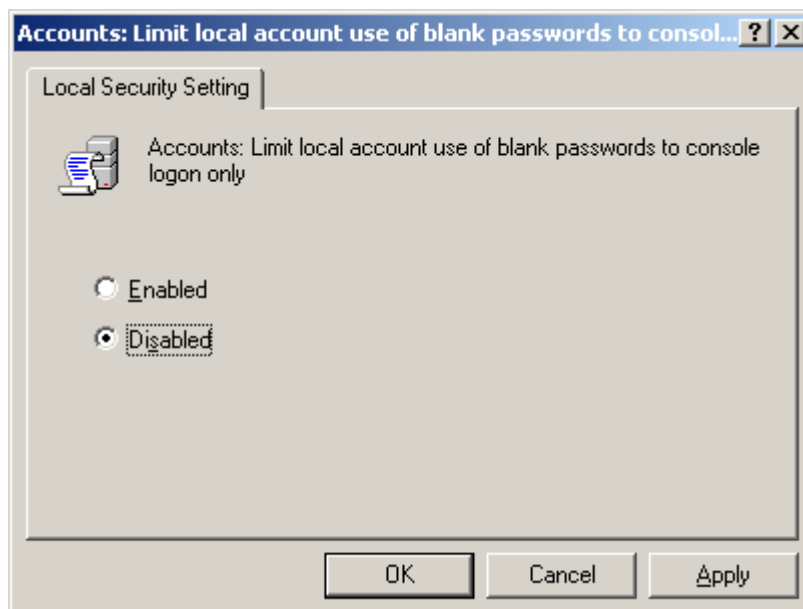 Accounts: Limit local account use of blank passwords to consol...
Local Security Setting
Accounts: Limit local account use of blank passwords to console
logon only
Enabled
Disabled
OK Cancel Apply